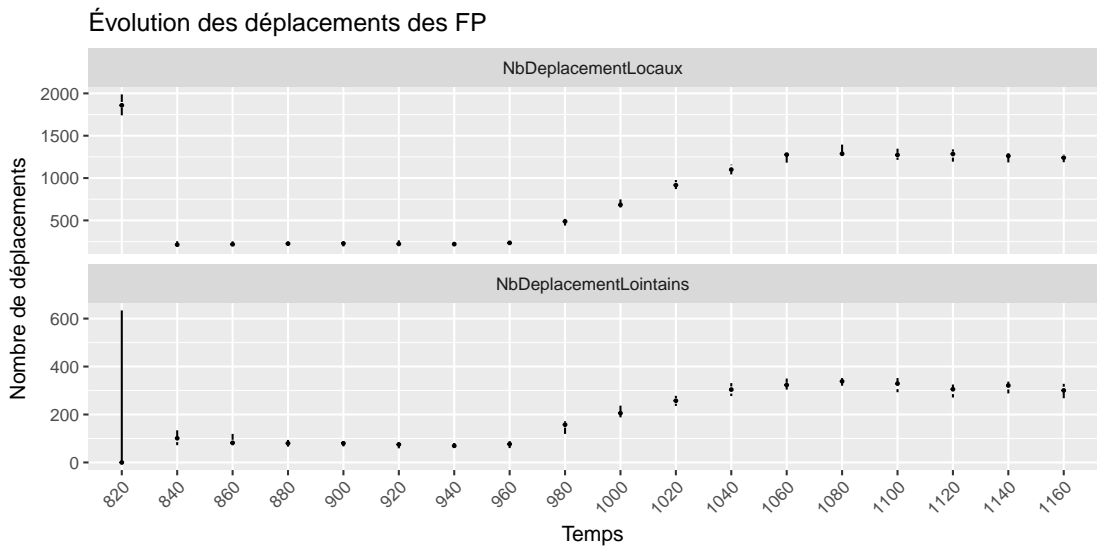 Évolution des déplacements des FP
NbDeplacementLocaux
2000
1500
1000
500
NbDeplacementLointains
600
400
200
0
Nombre de déplacements
820 840 860 880 900 920 940 960 980 1000 1020 1040 1060 1080 1100 1120 1140 1160
Temps